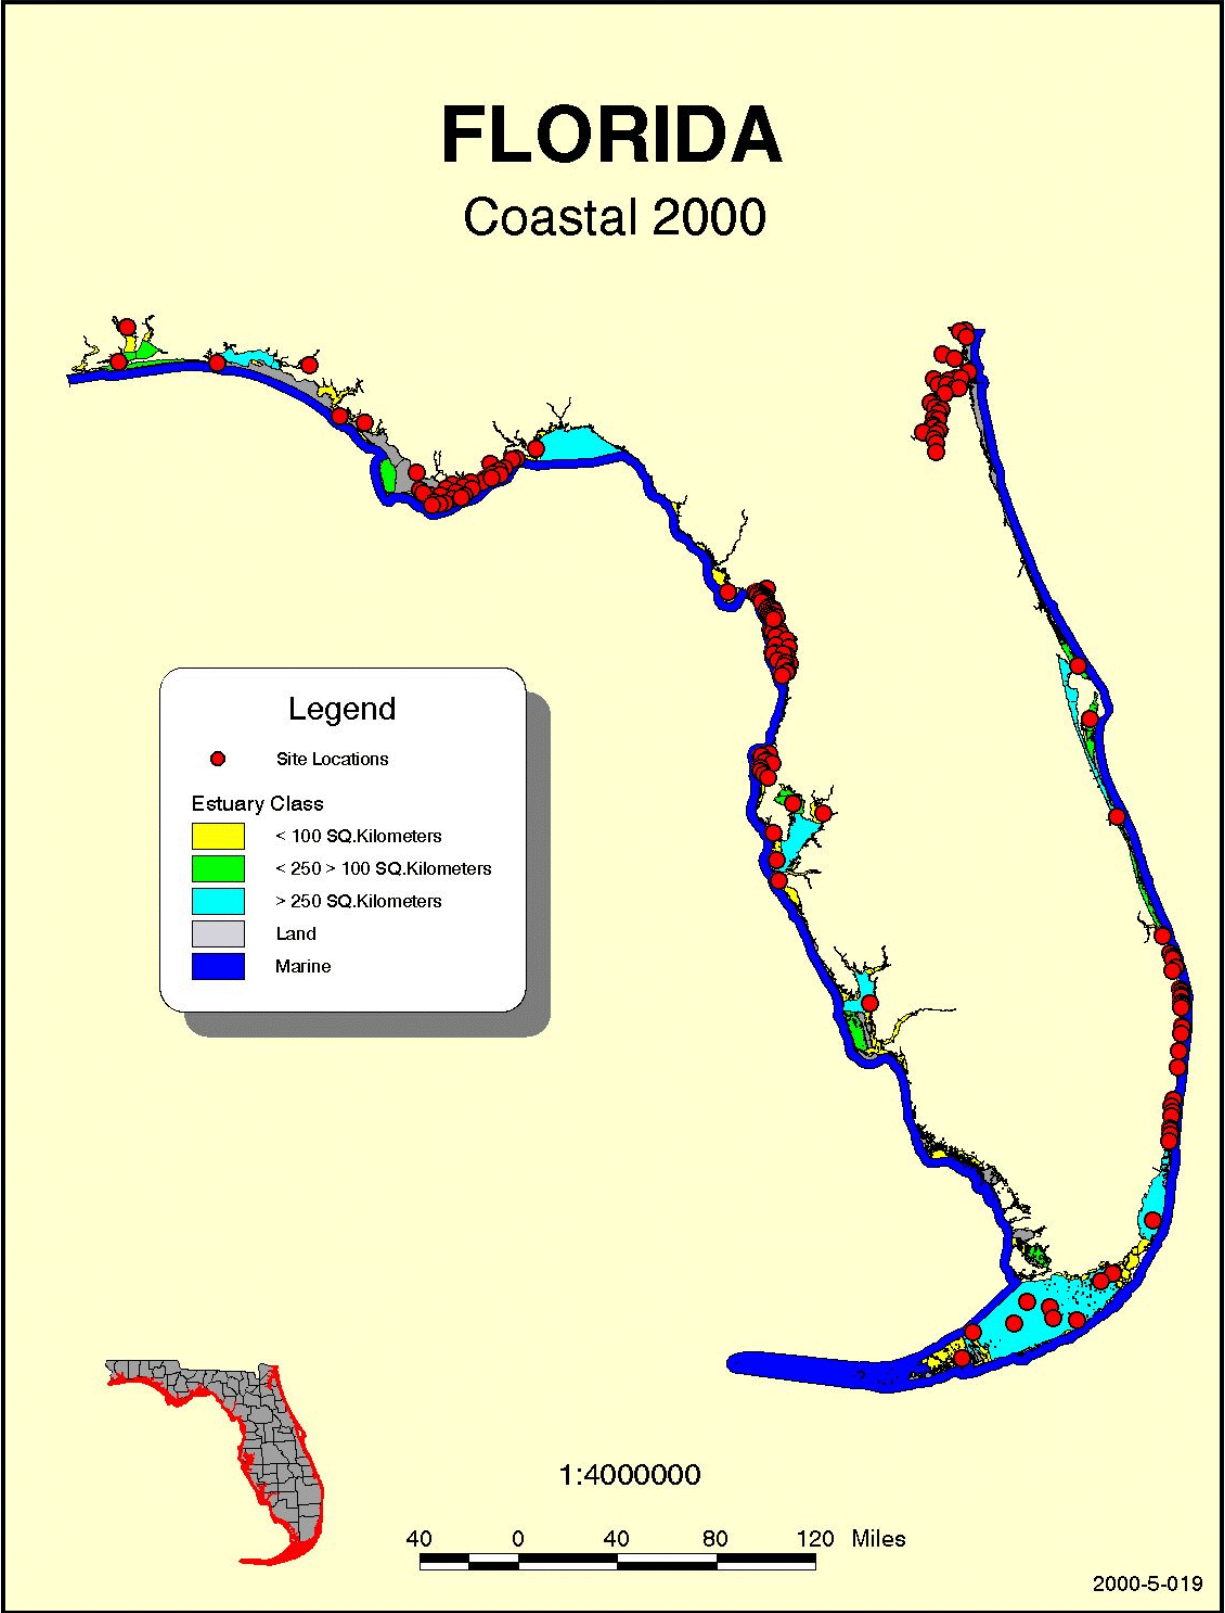 FLORIDA
Coastal 2000
Legend
Site Locations
Estuary Class
< 100 SQ.Kilometers
< 250 > 100 SQ.Kilometers
> 250 SQ.Kilometers
Land
Marine
1:4000000
40 0 40 80 120 Miles
2000-5-019